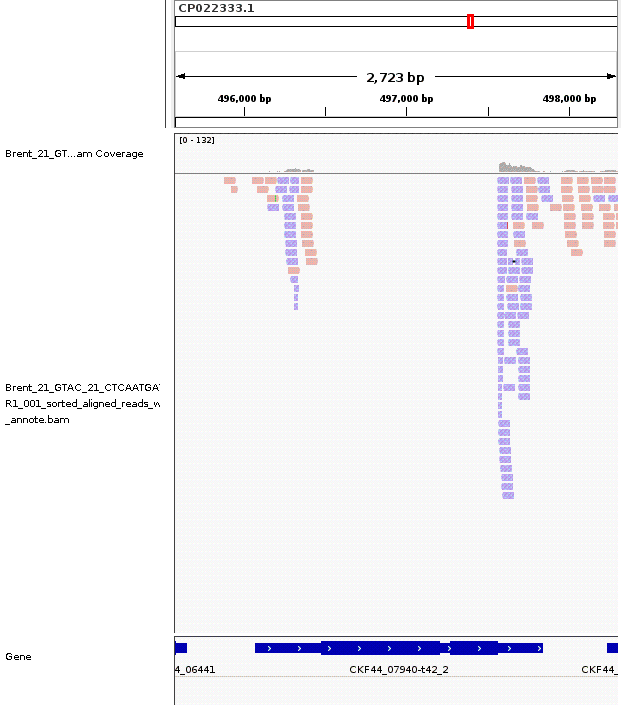 CP022333.1
2,723 bp
496,000 bp
497,000 bp
498,000 bp
[0 - 132]
Brent_21_GT...am Coverage
Brent_21_GTAC_21_CTCAATGA
R1_001_sorted_aligned_reads_w
_annote.bam
Gene
4_06441
CKF44_07940-t42_2
CKF44_